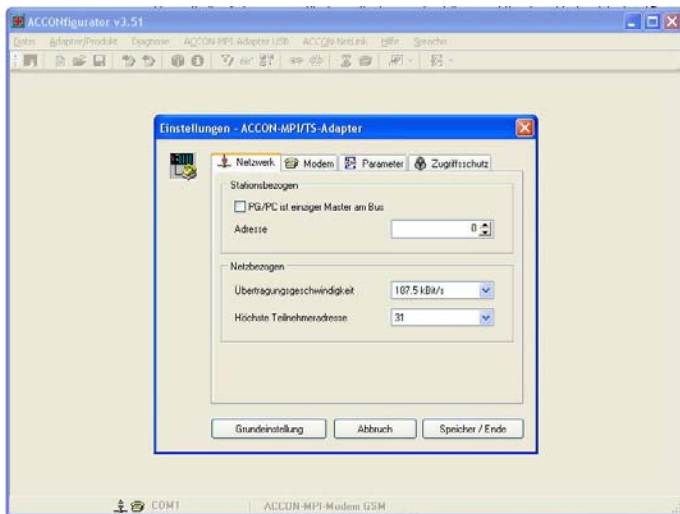 ACCONfigurator v3.51
Datei Adapter/Produkt Diagnose ACCON-MPI-Adapter USB ACCON-NetLink Hilfe Sprache
Einstellungen - ACCON-MPI/TS-Adapter
Netzwerk Modem Parameter Zugriffsschutz
Stationsbezogen
PG/PC ist einziger Master am Bus
Adresse 0
Netzbezogen
Übertragungsgeschwindigkeit 187.5 kBit/s
Höchste Teilnehmeradresse 31
Grundeinstellung Abbruch Speicher / Ende
COM1 ACCON-MPI-Modem GSM